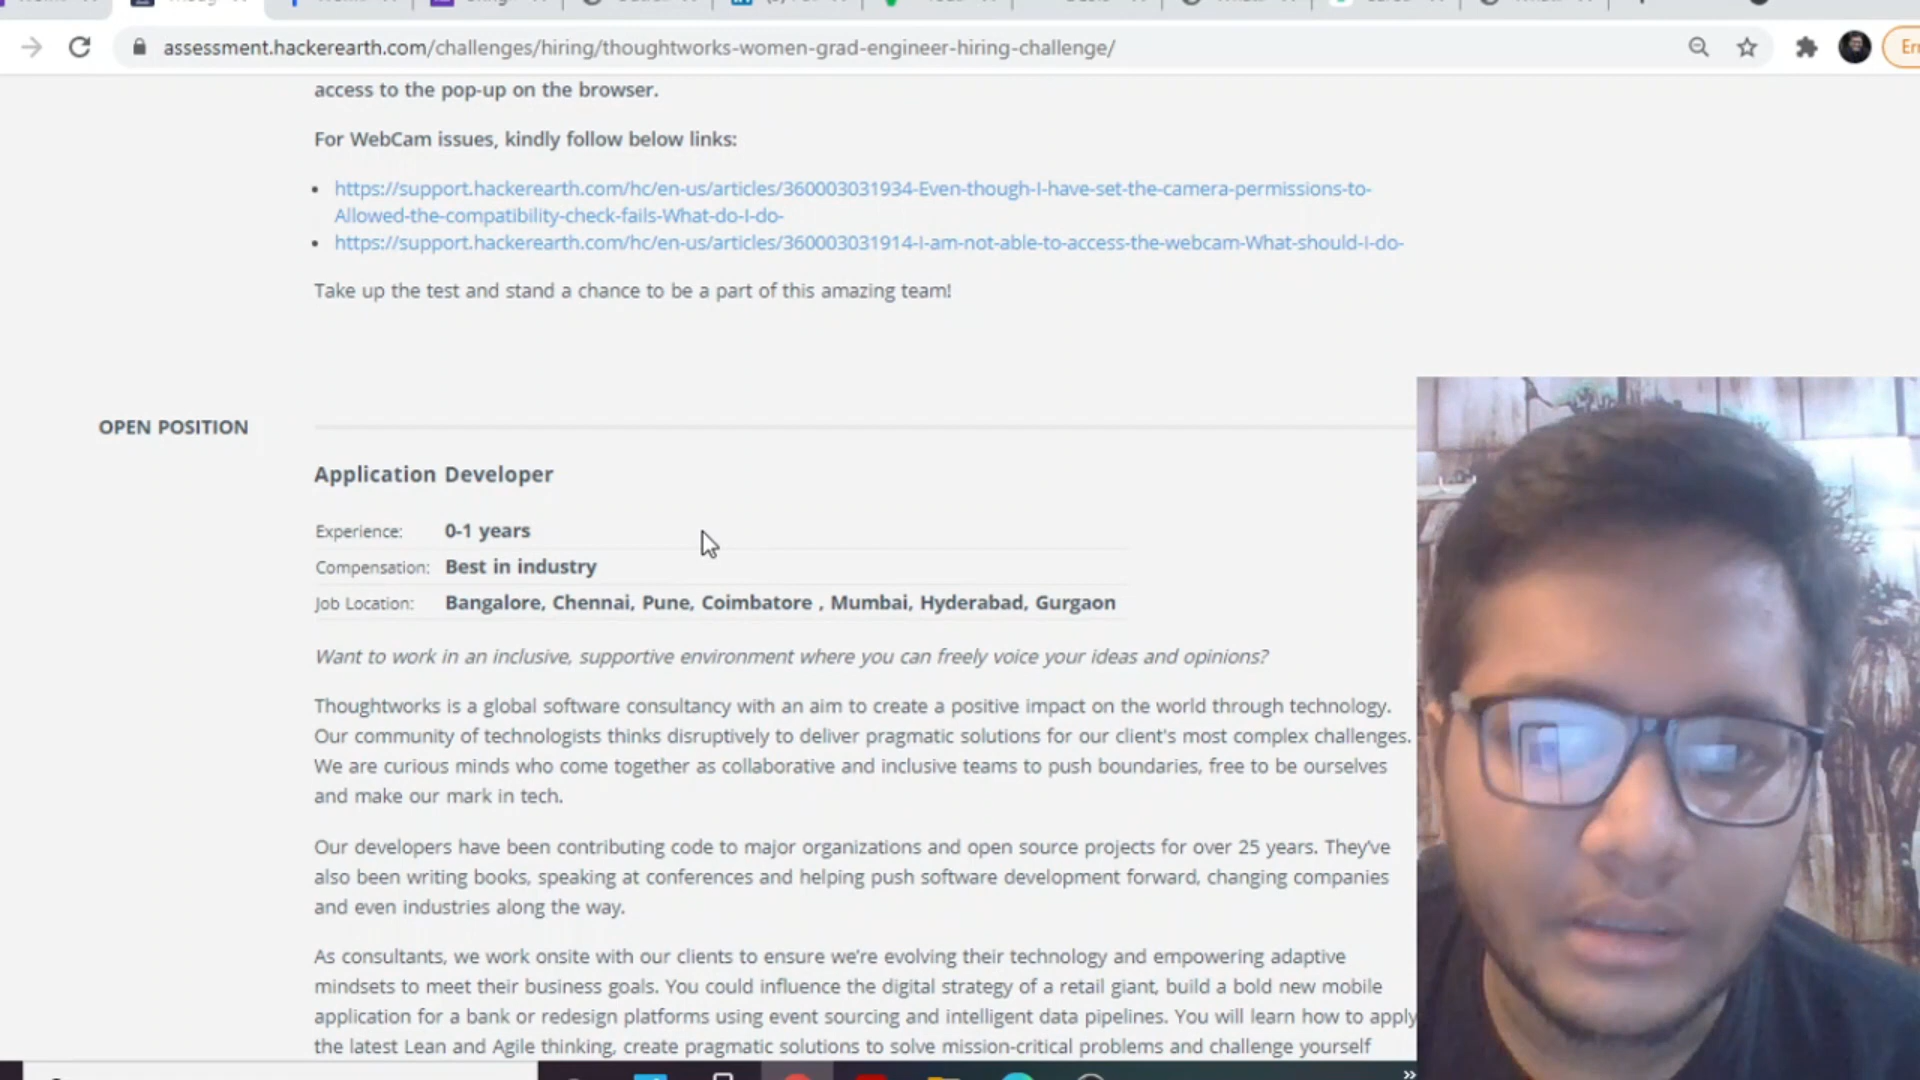 assessment.hackerearth.com/challenges/hiring/thoughtworks-women-grad-engineer-hiring-challenge/
access to the pop-up on the browser.
For WebCam issues, kindly follow below links:
https://support.hackerearth.com/hc/en-us/articles/360003031934-Even-though-I-have-set-the-camera-permissions-to-
Allowed-the-compatibility-check-fails-What-do-I-do-
https://support.hackerearth.com/hc/en-us/articles/360003031914-I-am-not-able-to-access-the-webcam-What-should-I-do-
Take up the test and stand a chance to be a part of this amazing team!
OPEN POSITION
Application Developer
Experience: 0-1 years
Compensation: Best in industry
Job Location: Bangalore, Chennai, Pune, Coimbatore , Mumbai, Hyderabad, Gurgaon
Want to work in an inclusive, supportive environment where you can freely voice your ideas and opinions?
Thoughtworks is a global software consultancy with an aim to create a positive impact on the world through technology.
Our community of technologists thinks disruptively to deliver pragmatic solutions for our client's most complex challenges.
We are curious minds who come together as collaborative and inclusive teams to push boundaries, free to be ourselves
and make our mark in tech.
Our developers have been contributing code to major organizations and open source projects for over 25 years. They've
also been writing books, speaking at conferences and helping push software development forward, changing companies
and even industries along the way.
As consultants, we work onsite with our clients to ensure we're evolving their technology and empowering adaptive
mindsets to meet their business goals. You could influence the digital strategy of a retail giant, build a bold new mobile
application for a bank or redesign platforms using event sourcing and intelligent data pipelines. You will learn how to apply
the latest Lean and Agile thinking, create pragmatic solutions to solve mission-critical problems and challenge yourself